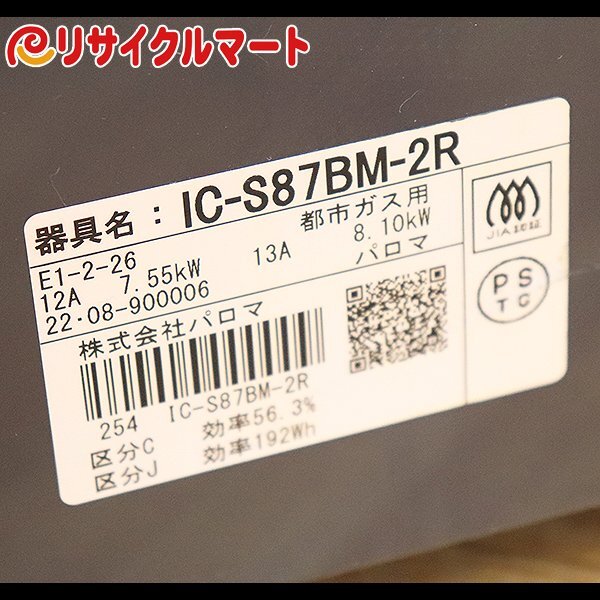 リサイクルマート
器具名：IC-S87BM-2R
E1-2-26 都市ガス用
12A 7.55kW 13A 8.10kW
22・08-900006 パロマ
株式会社パロマ
254 IC-S87BM-2R
区分C 効率56.3%
区分J 効率192Wh
JIA認証
PS
TG